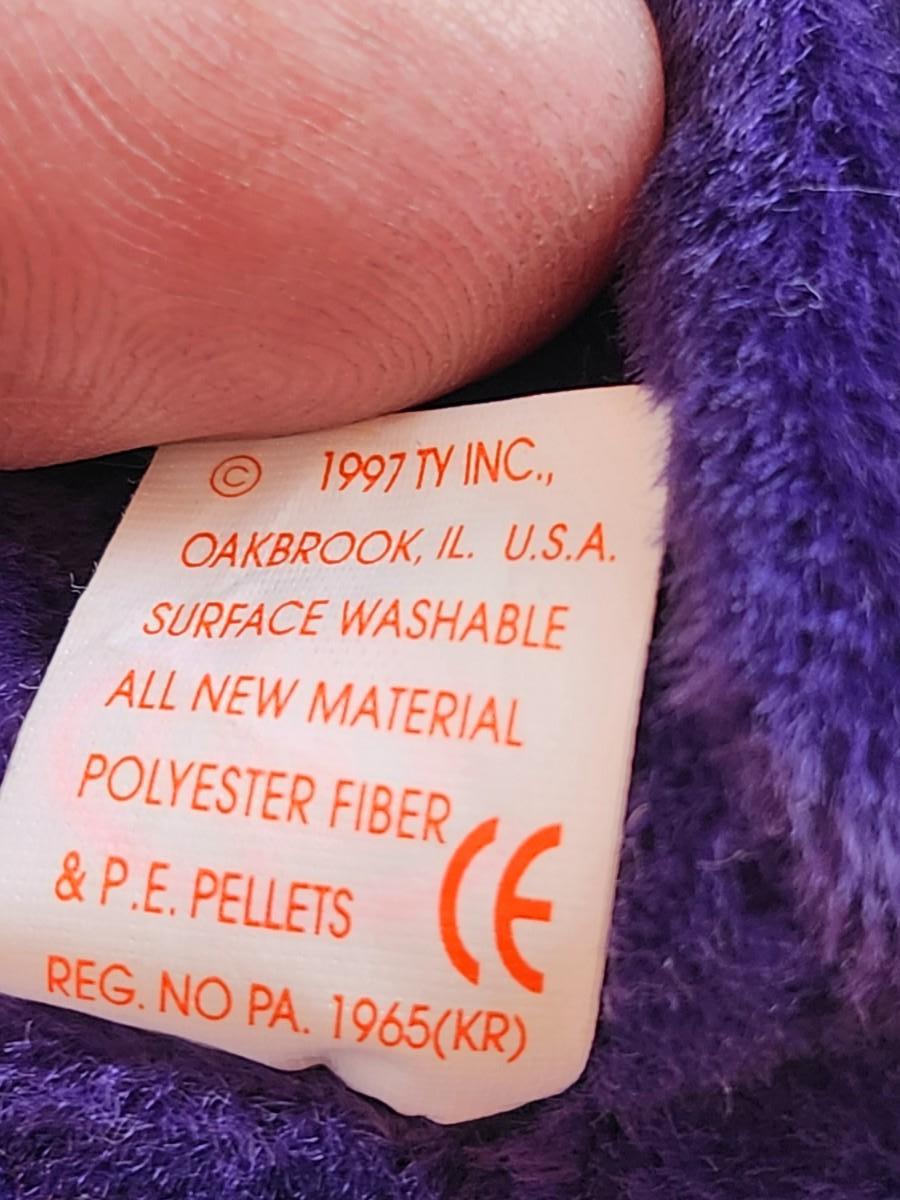 © 1997 TY INC.,
OAKBROOK, IL. U.S.A.
SURFACE WASHABLE
ALL NEW MATERIAL
POLYESTER FIBER
& P.E. PELLETS CE
REG. NO PA. 1965(KR)